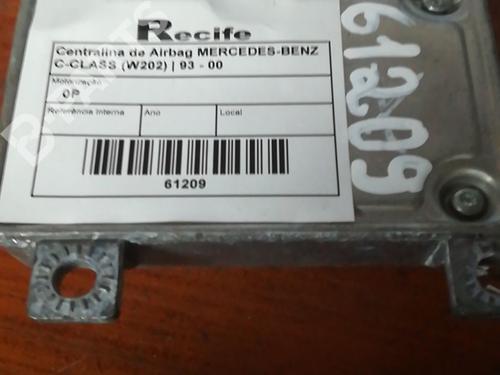 Recife
Centralina de Airbag MERCEDES-BENZ
C-CLASS (W202) | 93 - 00
Motorização
0P
Referência Interna Ano Local
61209
61209